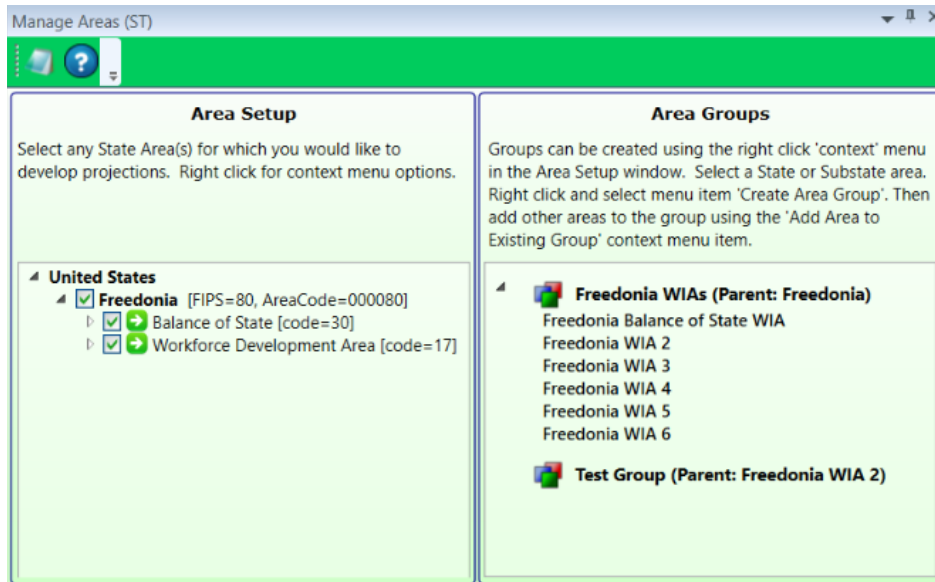 Manage Areas (ST)
Area Setup
Select any State Area(s) for which you would like to
develop projections. Right click for context menu options.
United States
Freedonia [FIPS=80, AreaCode=000080]
Balance of State [code=30]
Workforce Development Area [code=17]
Area Groups
Groups can be created using the right click 'context' menu
in the Area Setup window. Select a State or Substate area.
Right click and select menu item 'Create Area Group'. Then
add other areas to the group using the 'Add Area to
Existing Group' context menu item.
Freedonia WIAs (Parent: Freedonia)
Freedonia Balance of State WIA
Freedonia WIA 2
Freedonia WIA 3
Freedonia WIA 4
Freedonia WIA 5
Freedonia WIA 6
Test Group (Parent: Freedonia WIA 2)